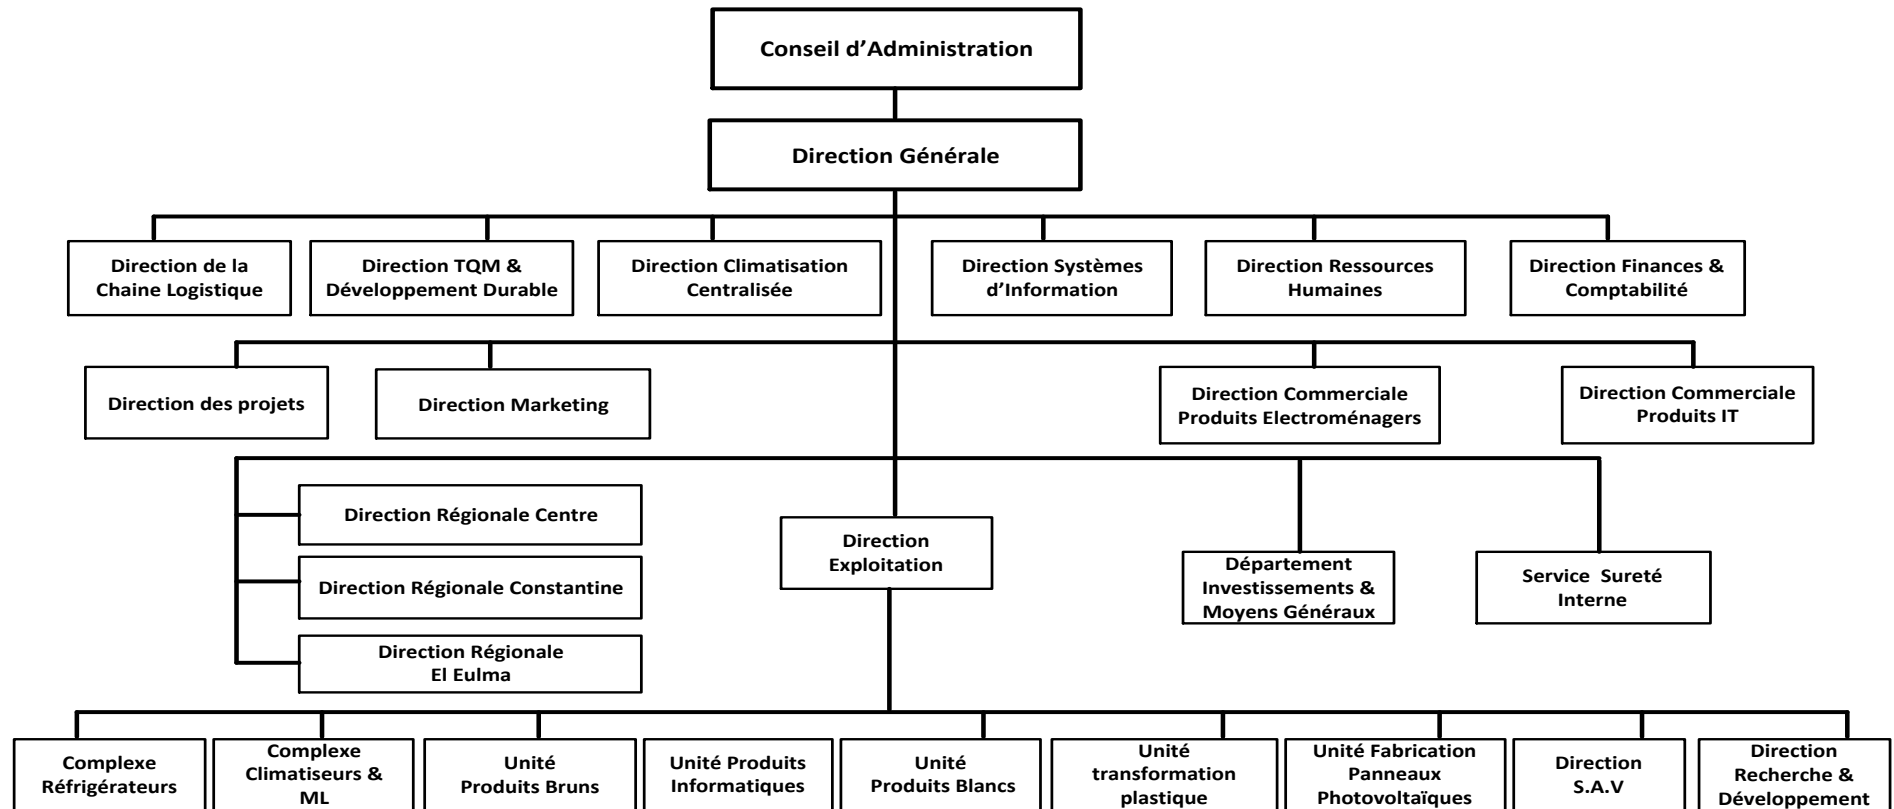 Conseil d’Administration
Direction Générale
Direction de la
Chaine Logistique
Direction TQM &
Développement Durable
Direction Climatisation
Centralisée
Direction Systèmes
d’Information
Direction Ressources
Humaines
Direction Finances &
Comptabilité
Direction des projets
Direction Marketing
Direction Commerciale
Produits Electroménagers
Direction Commerciale
Produits IT
Direction Régionale Centre
Direction Régionale Constantine
Direction Régionale
El Eulma
Direction
Exploitation
Département
Investissements &
Moyens Généraux
Service Sureté
Interne
Complexe
Réfrigérateurs
Complexe
Climatiseurs &
ML
Unité
Produits Bruns
Unité Produits
Informatiques
Unité
Produits Blancs
Unité
transformation
plastique
Unité Fabrication
Panneaux
Photovoltaïques
Direction
S.A.V
Direction
Recherche &
Développement